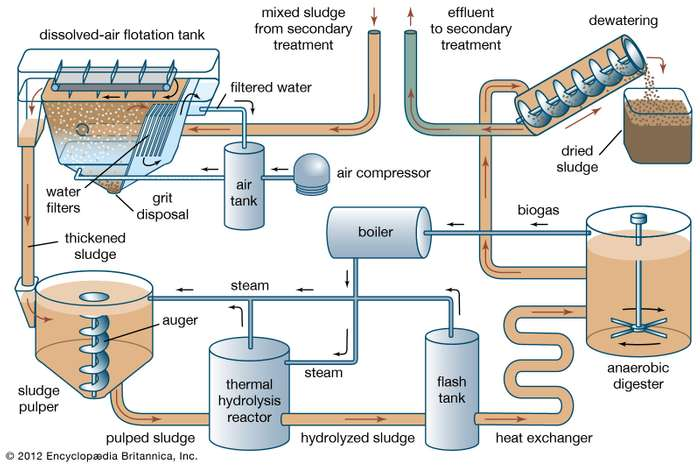 mixed sludge
from secondary
treatment
effluent
to secondary
treatment
dewatering
dissolved-air flotation tank
filtered water
dried
sludge
water
filters
grit
disposal
air
tank
air compressor
thickened
sludge
boiler
biogas
steam
auger
steam
sludge
pulper
thermal
hydrolysis
reactor
flash
tank
anaerobic
digester
pulped sludge
hydrolyzed sludge
heat exchanger
© 2012 Encyclopædia Britannica, Inc.